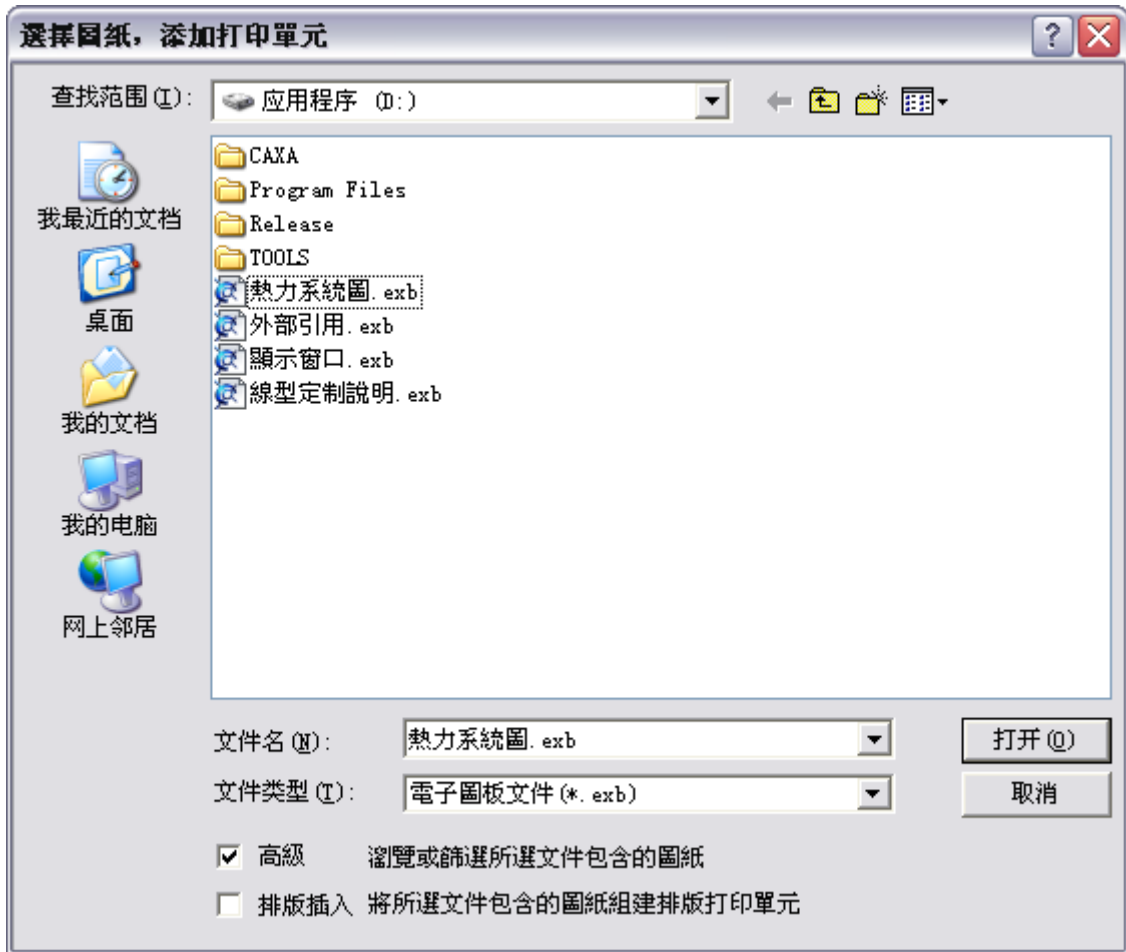 選擇圖紙，添加打印單元
查找范围(I)：
应用程序 (D:)
CAXA
Program Files
Release
TOOLS
熱力系統圖.exb
外部引用.exb
顯示窗口.exb
線型定制說明.exb
我最近的文档
桌面
我的文档
我的电脑
网上邻居
文件名(N)：
熱力系統圖.exb
打开(O)
文件类型(T)：
電子圖板文件(*.exb)
取消
高級 瀏覽或篩選所選文件包含的圖紙
排版插入 將所選文件包含的圖紙組建排版打印單元